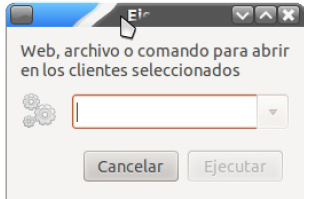 Web, archivo o comando para abrir
en los clientes seleccionados
Cancelar Ejecutar